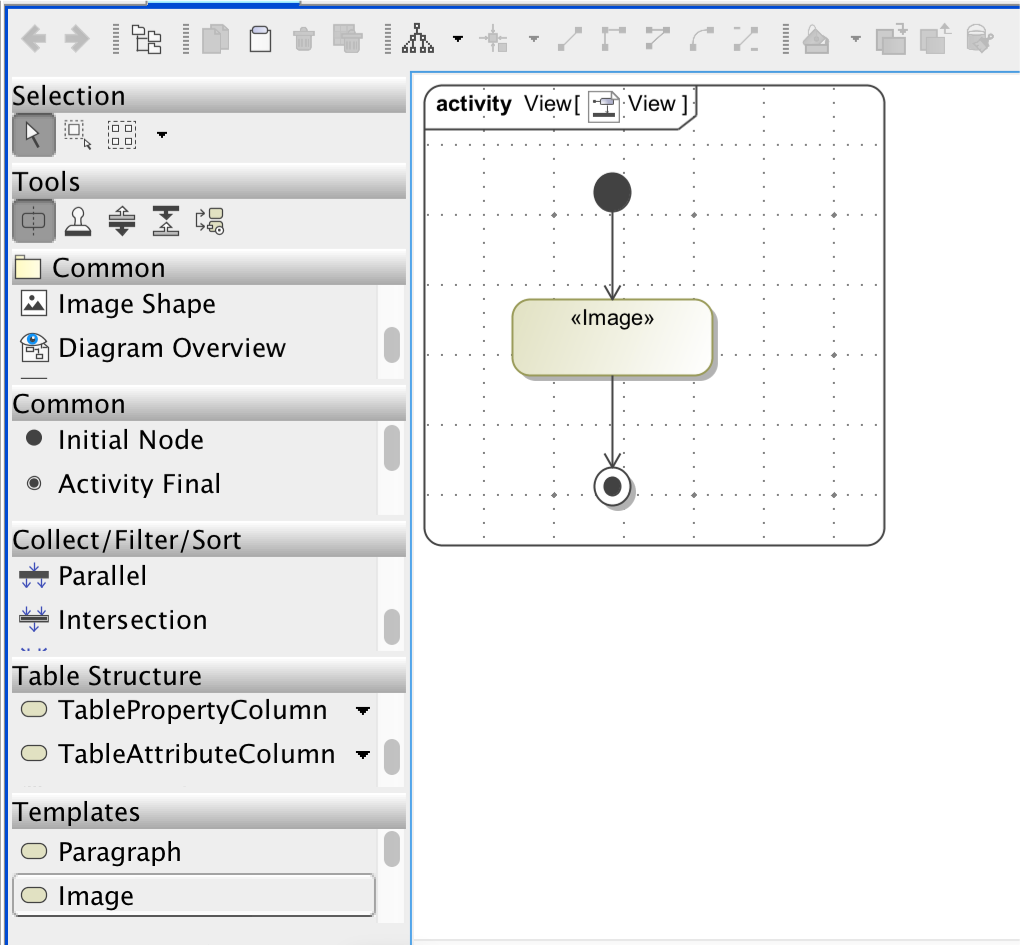 Selection
Tools
Common
Image Shape
Diagram Overview
Common
Initial Node
Activity Final
Collect/Filter/Sort
Parallel
Intersection
Table Structure
TablePropertyColumn
TableAttributeColumn
Templates
Paragraph
Image
activity View[ View ]
«Image»